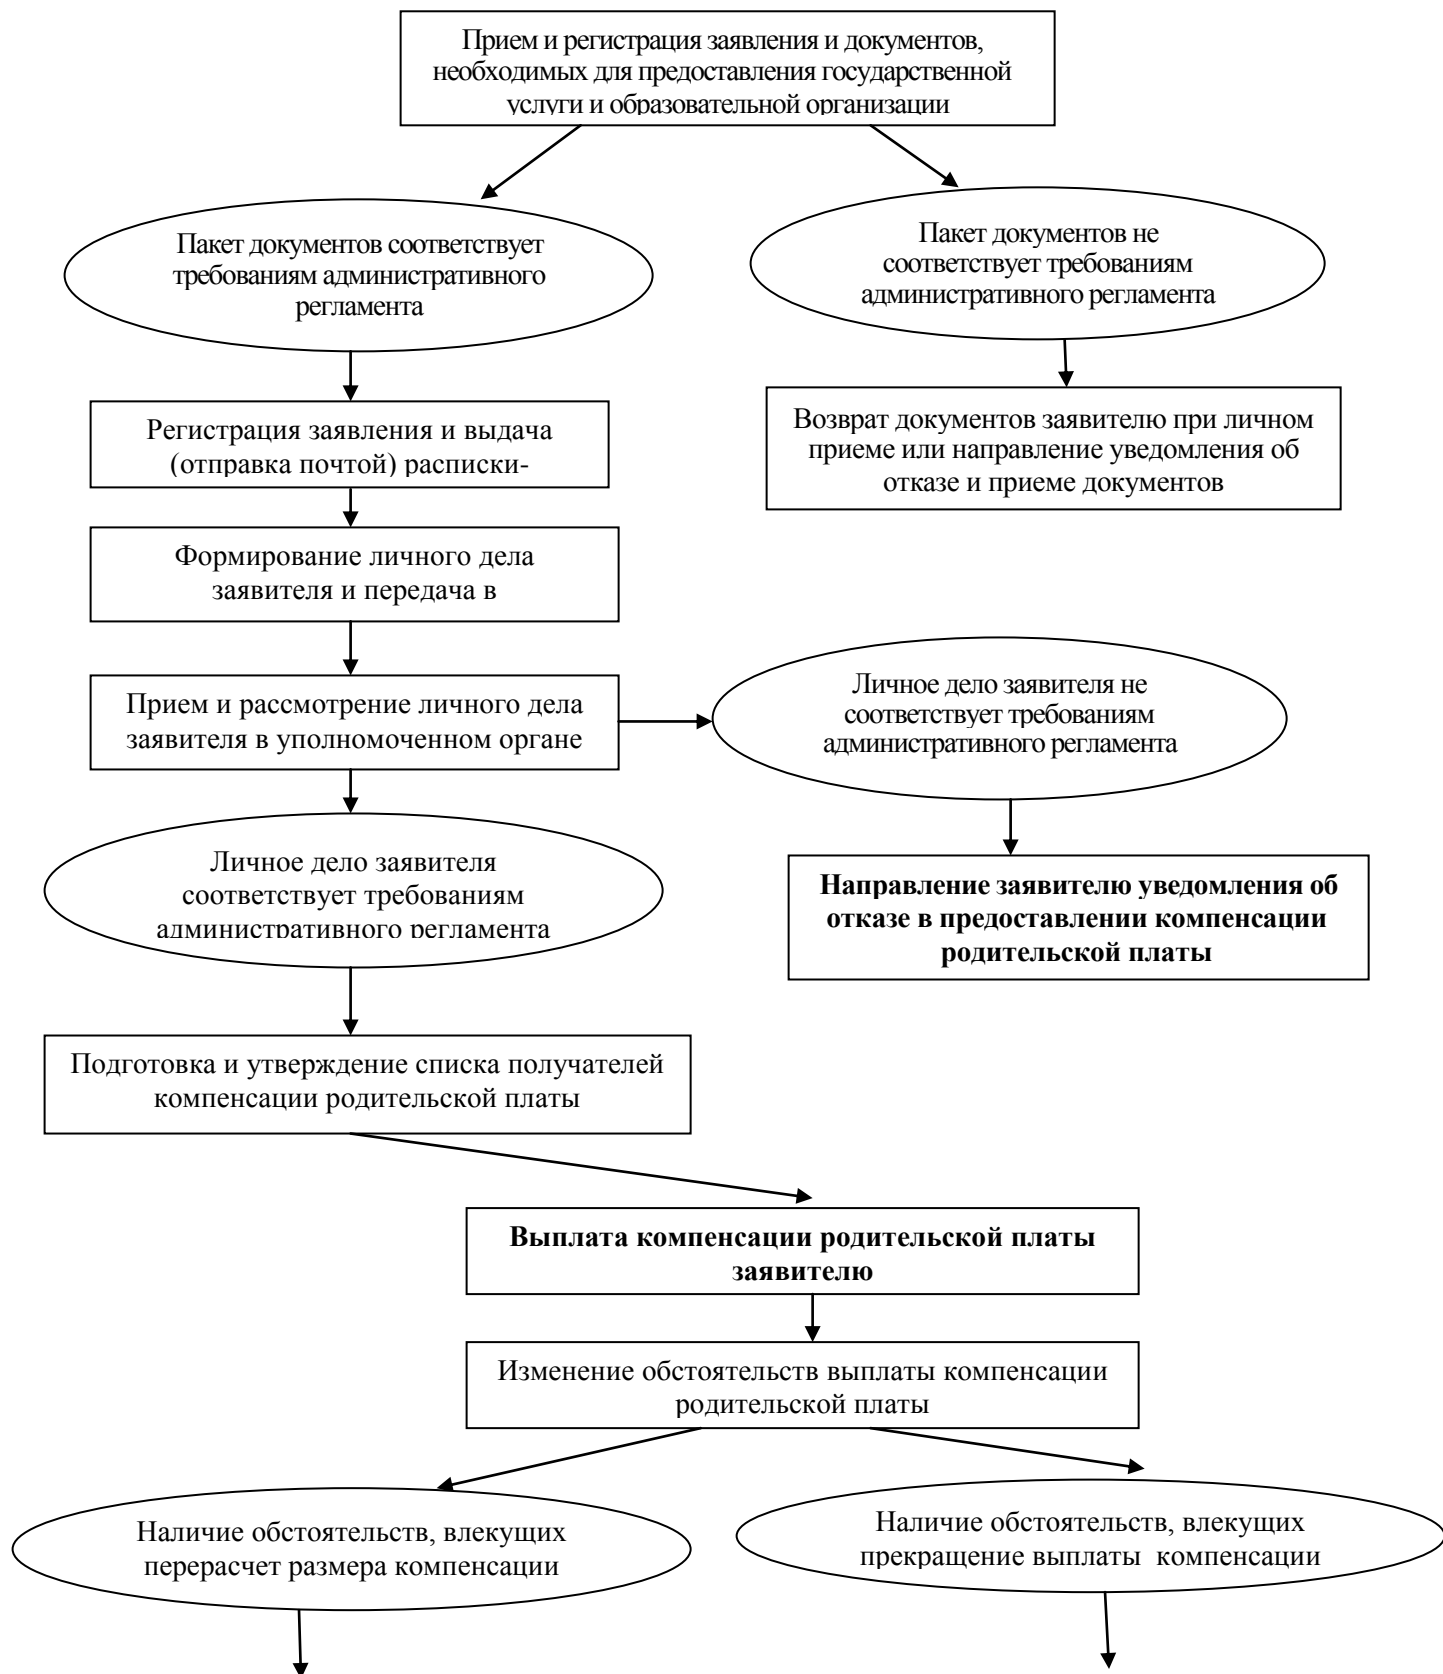 Прием и регистрация заявления и документов,
необходимых для предоставления государственной
услуги и образовательной организации
Пакет документов соответствует
требованиям административного
регламента
Пакет документов не
соответствует требованиям
административного регламента
Регистрация заявления и выдача
(отправка почтой) расписки-
Возврат документов заявителю при личном
приеме или направление уведомления об
отказе и приеме документов
Формирование личного дела
заявителя и передача в
Прием и рассмотрение личного дела
заявителя в уполномоченном органе
Личное дело заявителя не
соответствует требованиям
административного регламента
Личное дело заявителя
соответствует требованиям
административного регламента
Направление заявителю уведомления об
отказе в предоставлении компенсации
родительской платы
Подготовка и утверждение списка получателей
компенсации родительской платы
Выплата компенсации родительской платы
заявителю
Изменение обстоятельств выплаты компенсации
родительской платы
Наличие обстоятельств, влекущих
перерасчет размера компенсации
Наличие обстоятельств, влекущих
прекращение выплаты компенсации